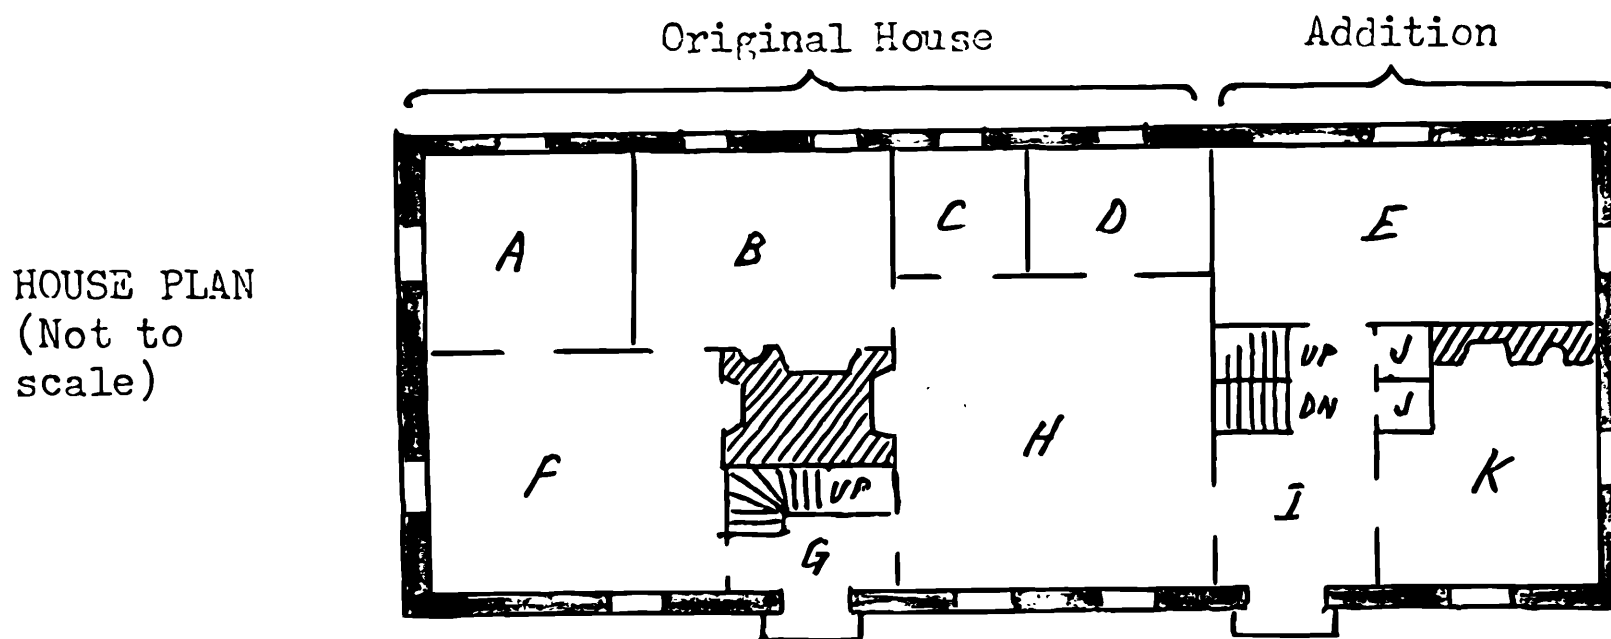 Original House
Addition
HOUSE PLAN
(Not to
scale)
A
B
C
D
E
F
G
H
I
J
J
K
UP
UP
DN